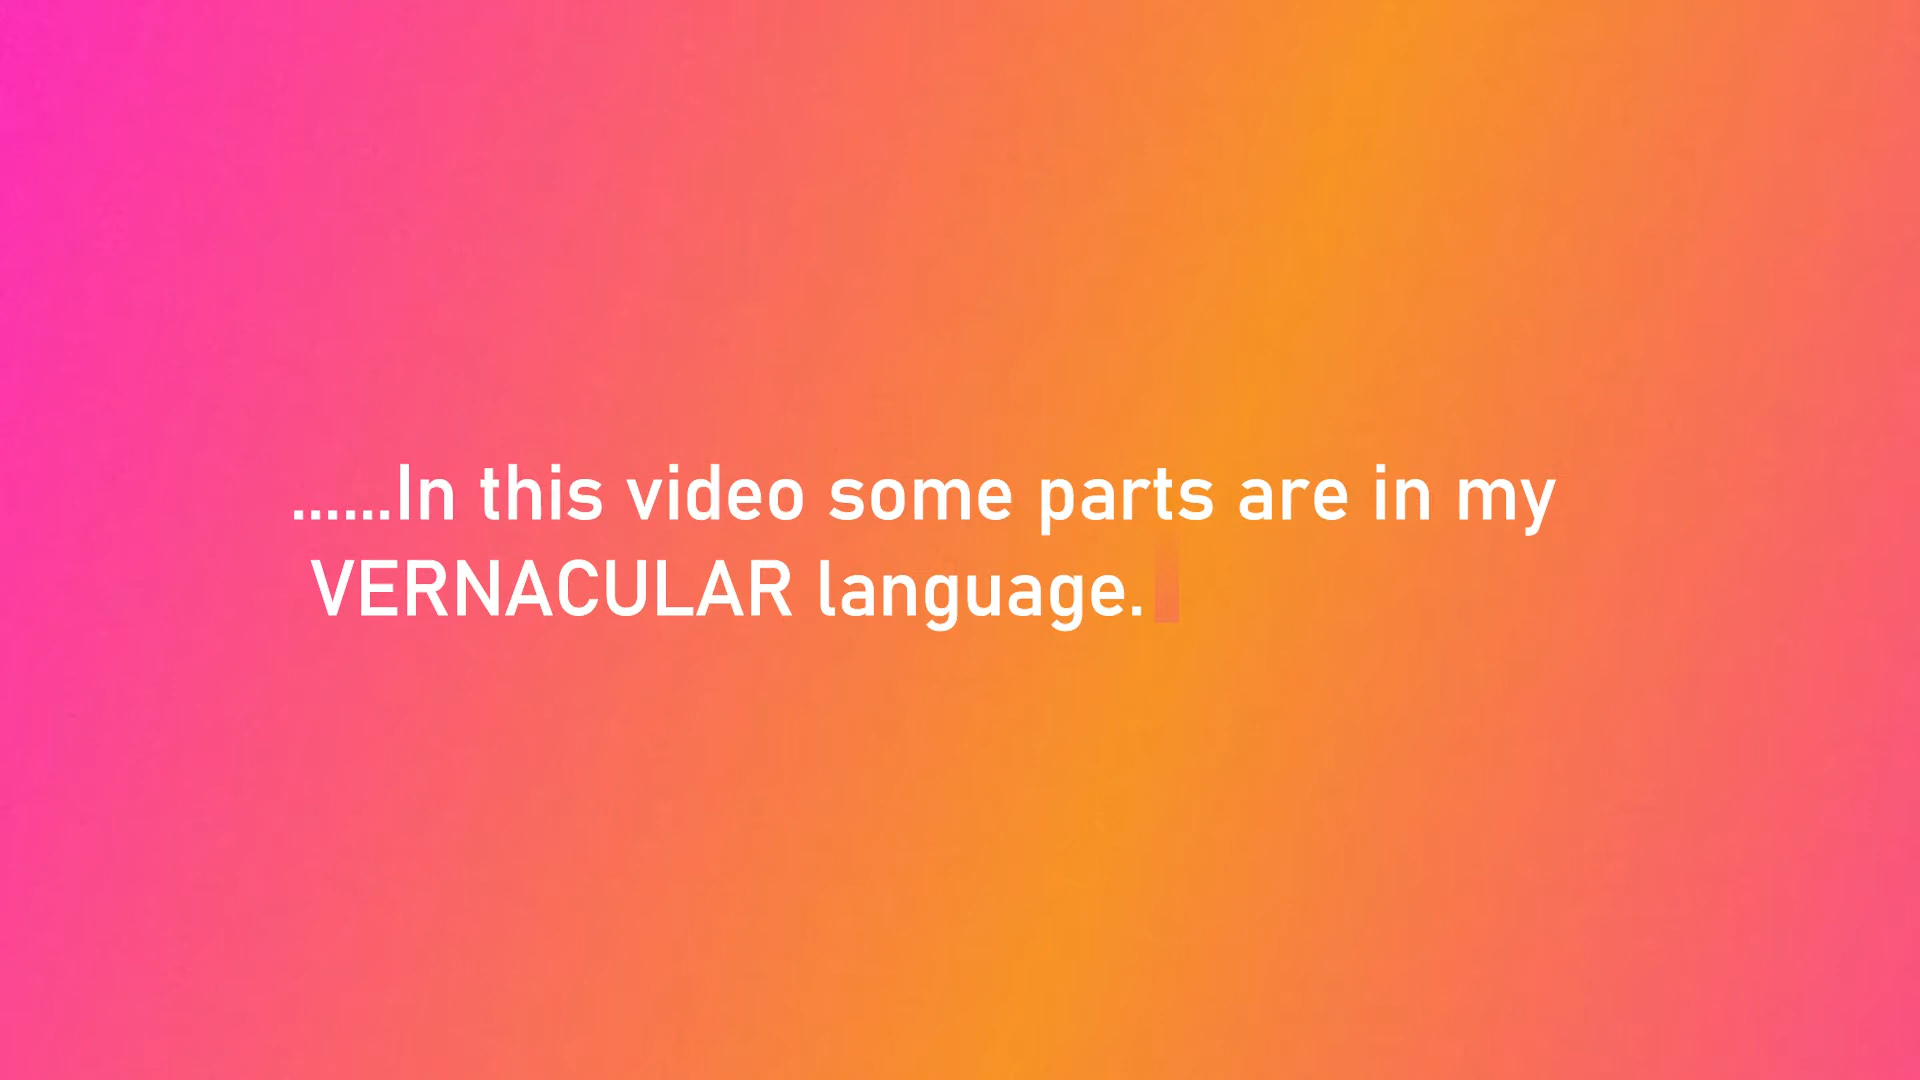 ......In this video some parts are in my
VERNACULAR language.